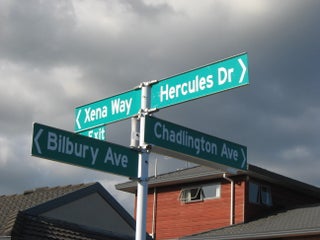 Xena Way
Hercules Dr
Exit
Bilbury Ave
Chadlington Ave